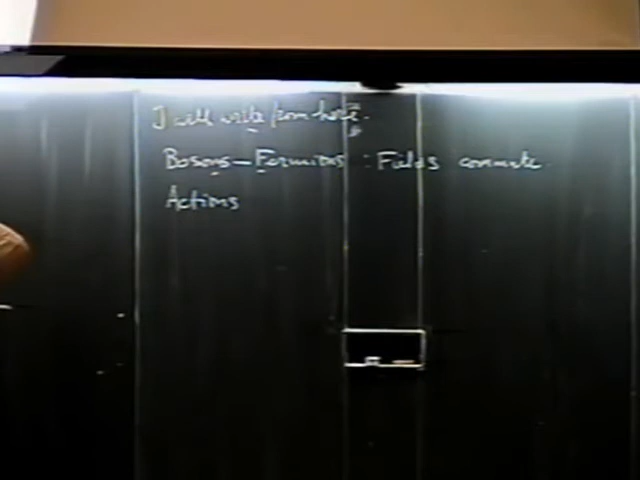 I will write from here.
Bosons – Fermions : Fields commute.
Actions